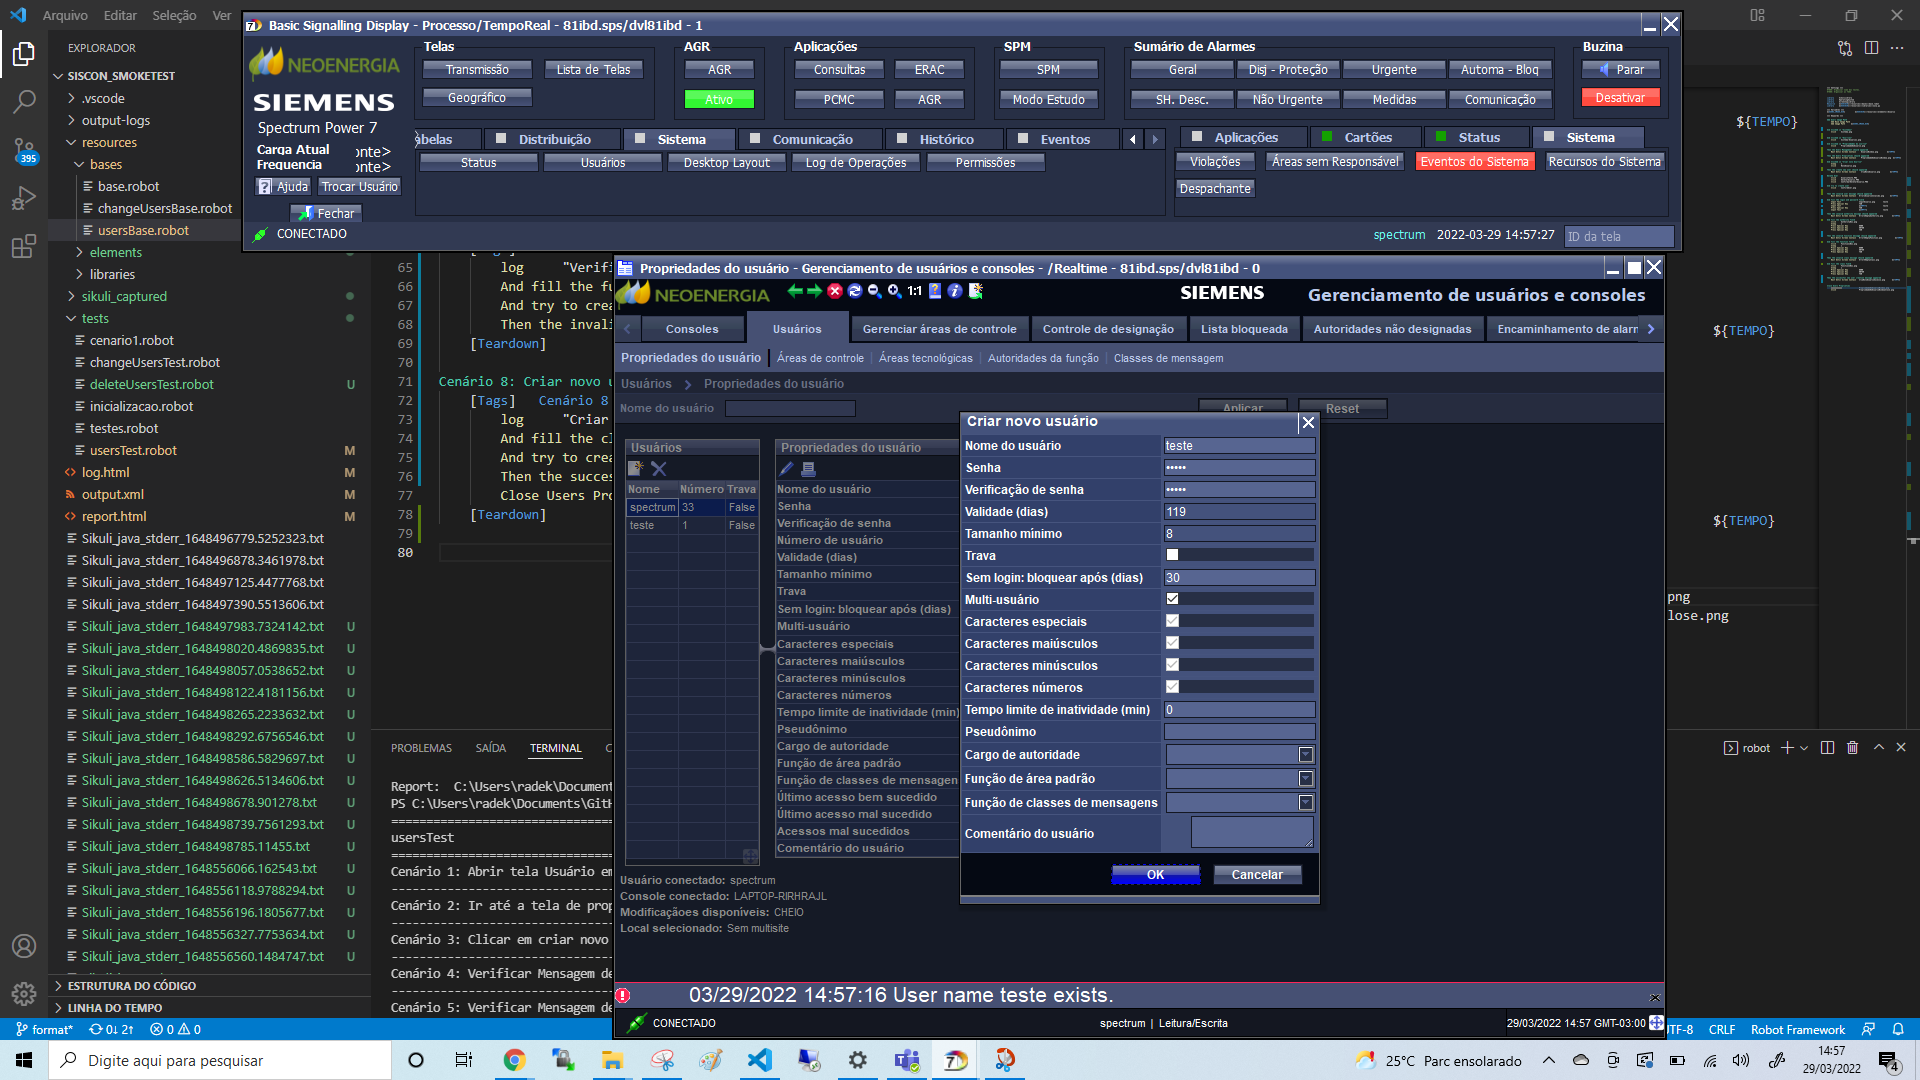 Arquivo Editar Seleção Ver
EXPLORADOR
SISCON_SMOKETEST
.vscode
output-logs
resources
bases
base.robot
changeUsersBase.robot
usersBase.robot
elements
libraries
sikuli_captured
tests
cenario1.robot
changeUsersTest.robot
deleteUsersTest.robot U
inicializacao.robot
testes.robot
usersTest.robot M
log.html M
output.xml M
report.html M
Sikuli_java_stderr_1648496779.5252323.txt
Sikuli_java_stderr_1648496878.3461978.txt
Sikuli_java_stderr_1648497125.4477768.txt
Sikuli_java_stderr_1648497390.5513606.txt
Sikuli_java_stderr_1648497983.7324142.txt U
Sikuli_java_stderr_1648498020.4869835.txt U
Sikuli_java_stderr_1648498057.0538652.txt U
Sikuli_java_stderr_1648498122.4181156.txt U
Sikuli_java_stderr_1648498265.2233632.txt U
Sikuli_java_stderr_1648498292.6756546.txt U
Sikuli_java_stderr_1648498586.5829697.txt U
Sikuli_java_stderr_1648498626.5134606.txt U
Sikuli_java_stderr_1648498678.901278.txt U
Sikuli_java_stderr_1648498739.7561293.txt U
Sikuli_java_stderr_1648498785.11455.txt U
Sikuli_java_stderr_1648556066.162543.txt U
Sikuli_java_stderr_1648556118.9788294.txt U
Sikuli_java_stderr_1648556196.1805677.txt U
Sikuli_java_stderr_1648556327.7753634.txt U
Sikuli_java_stderr_1648556560.1484747.txt U
ESTRUTURA DO CÓDIGO
LINHA DO TEMPO
395
Basic Signalling Display - Processo/TempoReal - 81ibd.sps/dvl81ibd - 1
NEOENERGIA
SIEMENS
Spectrum Power 7
Carga Atual
Frequencia
onte>
onte>
Ajuda Trocar Usuário
Fechar
CONECTADO
Telas
Transmissão Lista de Telas
Geográfico
AGR
AGR
Ativo
Aplicações
Consultas ERAC
PCMC AGR
SPM
SPM
Modo Estudo
Sumário de Alarmes
Geral Disj - Proteção Urgente Automa - Bloq
SH. Desc. Não Urgente Medidas Comunicação
Buzina
Parar
Desativar
abelas Distribuição Sistema Comunicação Histórico Eventos
Status Usuários Desktop Layout Log de Operações Permissões
Aplicações Cartões Status Sistema
Violações Áreas sem Responsável Eventos do Sistema Recursos do Sistema
Despachante
spectrum 2022-03-29 14:57:27 ID da tela
${TEMPO}
${TEMPO}
${TEMPO}
png
lose.png
65 log "Verifi
66 And fill the fu
67 And try to crea
68 Then the invali
69 [Teardown]
70
71 Cenário 8: Criar novo u
72 [Tags] Cenário 8
73 log "Criar
74 And fill the cl
75 And try to crea
76 Then the succes
77 Close Users Pro
78 [Teardown]
79
80
PROBLEMAS SAÍDA TERMINAL
robot
Report: C:\Users\radek\Document
PS C:\Users\radek\Documents\GitH
usersTest
Cenário 1: Abrir tela Usuário em
Cenário 2: Ir até a tela de prop
Cenário 3: Clicar em criar novo
Cenário 4: Verificar Mensagem de
Cenário 5: Verificar Mensagem de
Propriedades do usuário - Gerenciamento de usuários e consoles - /Realtime - 81ibd.sps/dvl81ibd - 0
NEOENERGIA 1:1 SIEMENS Gerenciamento de usuários e consoles
Consoles Usuários Gerenciar áreas de controle Controle de designação Lista bloqueada Autoridades não designadas Encaminhamento de alarn
Propriedades do usuário Áreas de controle Áreas tecnológicas Autoridades da função Classes de mensagem
Usuários Propriedades do usuário
Nome do usuário Aplicar Reset
Usuários
Nome Número Trava
spectrum 33 False
teste 1 False
Propriedades do usuário
Nome do usuário
Senha
Verificação de senha
Número de usuário
Validade (dias)
Tamanho mínimo
Trava
Sem login: bloquear após (dias)
Multi-usuário
Caracteres especiais
Caracteres maiúsculos
Caracteres minúsculos
Caracteres números
Tempo limite de inatividade (min)
Pseudônimo
Cargo de autoridade
Função de área padrão
Função de classes de mensagen
Último acesso bem sucedido
Último acesso mal sucedido
Acessos mal sucedidos
Comentário do usuário
Criar novo usuário
Nome do usuário teste
Senha •••••
Verificação de senha •••••
Validade (dias) 119
Tamanho mínimo 8
Trava
Sem login: bloquear após (dias) 30
Multi-usuário
Caracteres especiais
Caracteres maiúsculos
Caracteres minúsculos
Caracteres números
Tempo limite de inatividade (min) 0
Pseudônimo
Cargo de autoridade
Função de área padrão
Função de classes de mensagens
Comentário do usuário
OK Cancelar
Usuário conectado: spectrum
Console conectado: LAPTOP-RIRHRAJL
Modificaçãoes disponíveis: CHEIO
Local selecionado: Sem multisite
03/29/2022 14:57:16 User name teste exists.
CONECTADO spectrum | Leitura/Escrita 29/03/2022 14:57 GMT-03:00
format* 0↓ 2↑ 0 0 UTF-8 CRLF Robot Framework
Digite aqui para pesquisar
25°C Parc ensolarado
14:57
29/03/2022
4